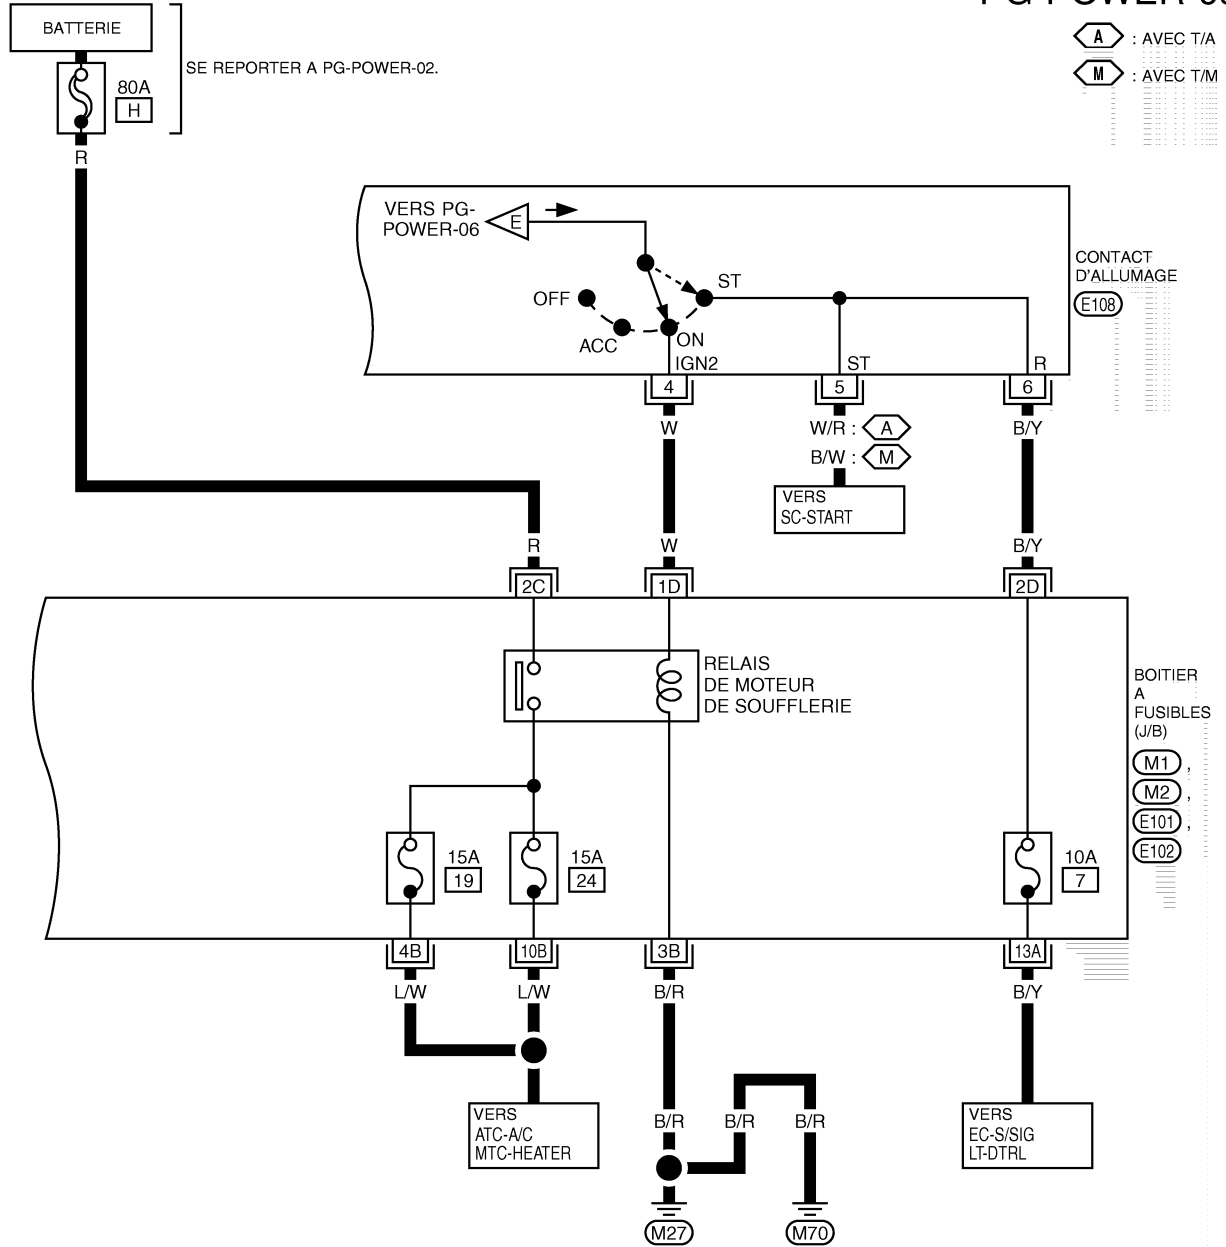 BATTERIE
SE REPORTER A PG-POWER-02.
80A
H
R
A : AVEC T/A
M : AVEC T/M
VERS PG-
POWER-06
E
OFF
ACC
ON
ST
IGN2
ST
R
CONTACT
D'ALLUMAGE
E108
4
5
6
W
W/R : A
B/W : M
B/Y
VERS
SC-START
R
W
B/Y
2C
1D
2D
RELAIS
DE MOTEUR
DE SOUFFLERIE
BOITIER
A
FUSIBLES
(J/B)
M1 ,
M2 ,
E101 ,
E102
15A
19
15A
24
10A
7
4B
10B
3B
13A
L/W
L/W
B/R
B/Y
B/R
B/R
B/R
VERS
ATC-A/C
MTC-HEATER
VERS
EC-S/SIG
LT-DTRL
M27
M70